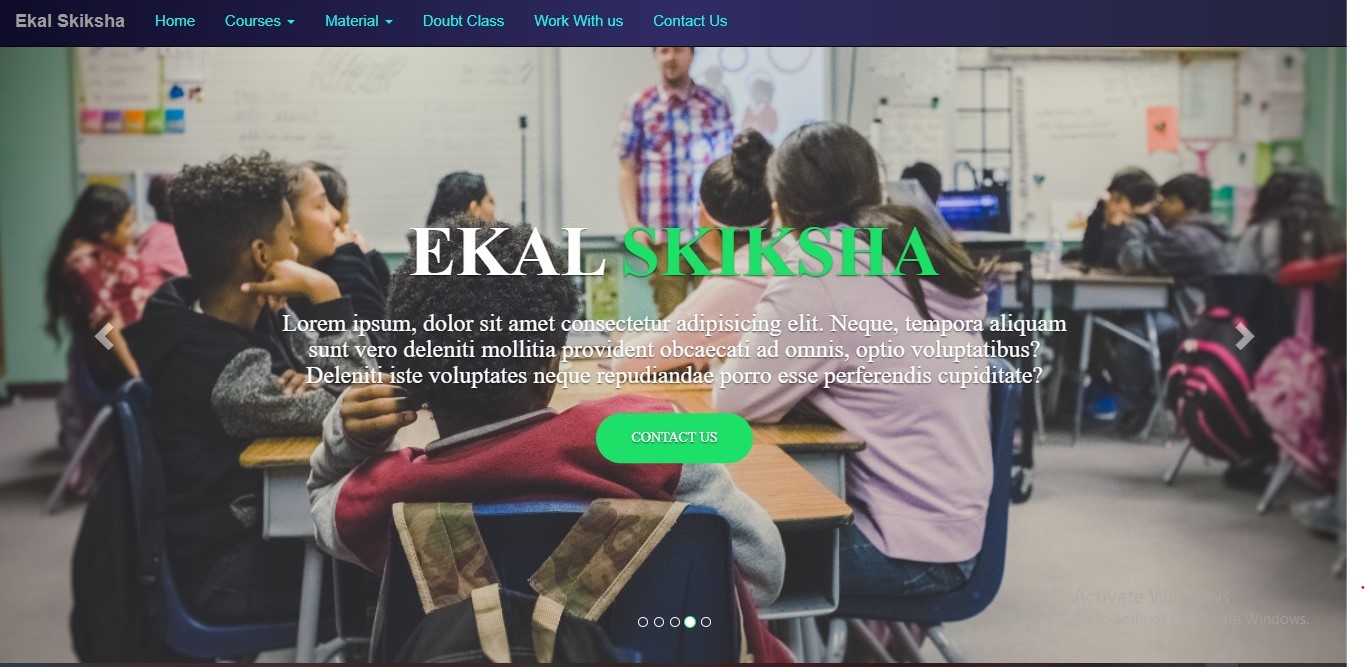 Ekal Skiksha Home Courses Material Doubt Class Work With us Contact Us
EKAL SKIKSHA
Lorem ipsum, dolor sit amet consectetur adipisicing elit. Neque, tempora aliquam
sunt vero deleniti mollitia provident obcaecati ad omnis, optio voluptatibus?
Deleniti iste voluptates neque repudiandae porro esse perferendis cupiditate?
CONTACT US
Activate Windows
Go to Settings to activate Windows.